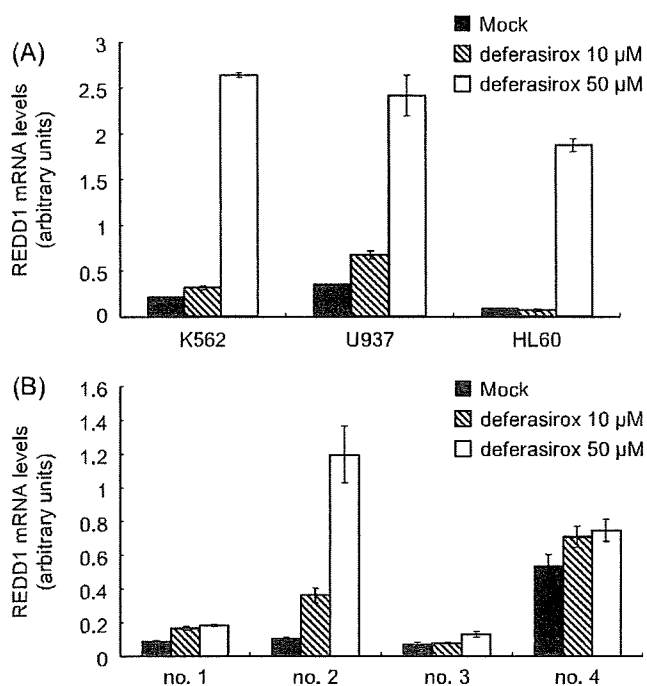 (A)
Mock
deferasirox 10 µM
deferasirox 50 µM
REDD1 mRNA levels
(arbitrary units)
3
2.5
2
1.5
1
0.5
0
K562 U937 HL60
(B)
Mock
deferasirox 10 µM
deferasirox 50 µM
REDD1 mRNA levels
(arbitrary units)
1.6
1.4
1.2
1
0.8
0.6
0.4
0.2
0
no. 1 no. 2 no. 3 no. 4